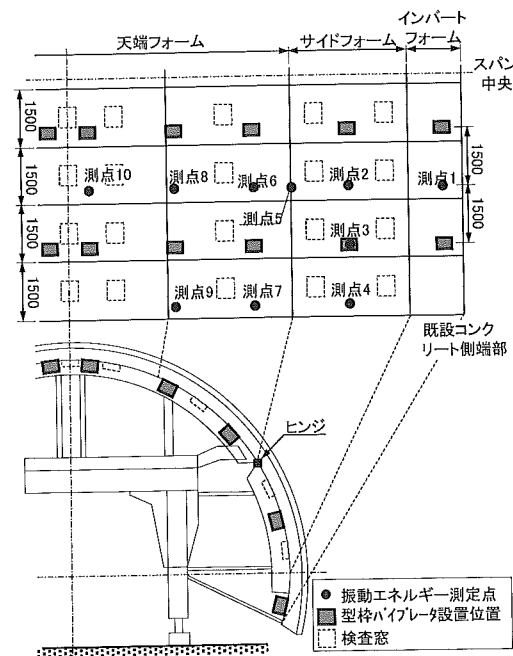 天端フォーム
サイドフォーム
インバート
フォーム
スパン
中央
1500
1500
1500
1500
1500
1500
測点10
測点8
測点6
測点2
測点1
測点5
測点3
測点9
測点7
測点4
既設コンク
リート側端部
ヒンジ
振動エネルギー測定点
型枠バイブレータ設置位置
検査窓